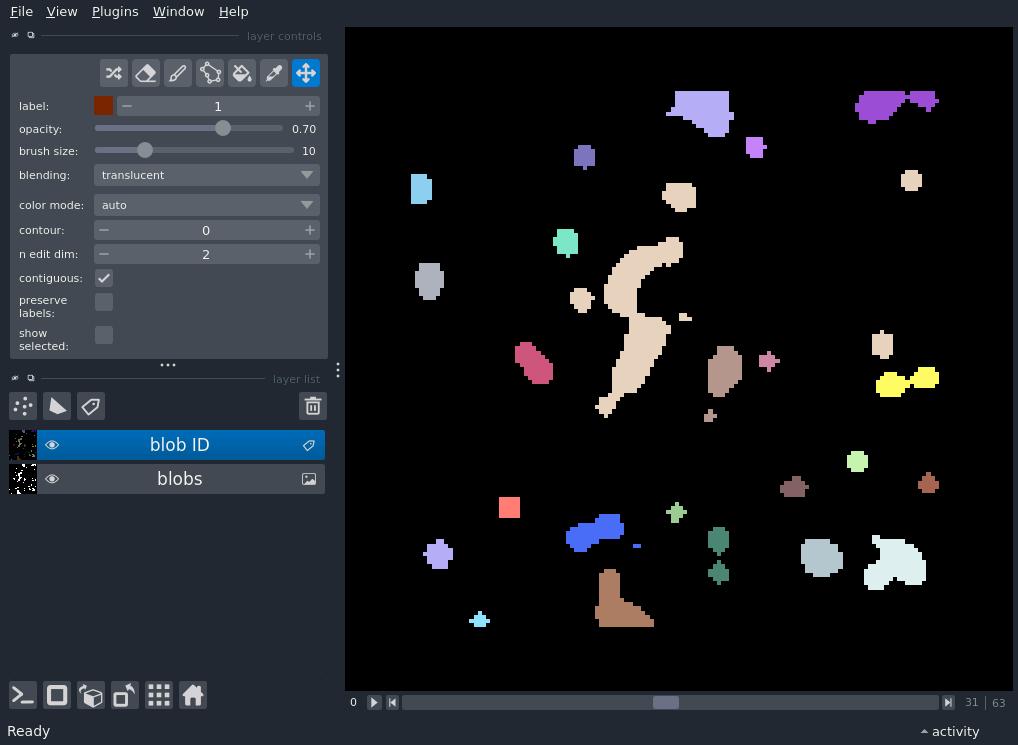 File View Plugins Window Help
layer controls
label: 1
opacity: 0.70
brush size: 10
blending: translucent
color mode: auto
contour: 0
n edit dim: 2
contiguous:
preserve
labels:
show
selected:
layer list
blob ID
blobs
0 31 | 63
Ready activity